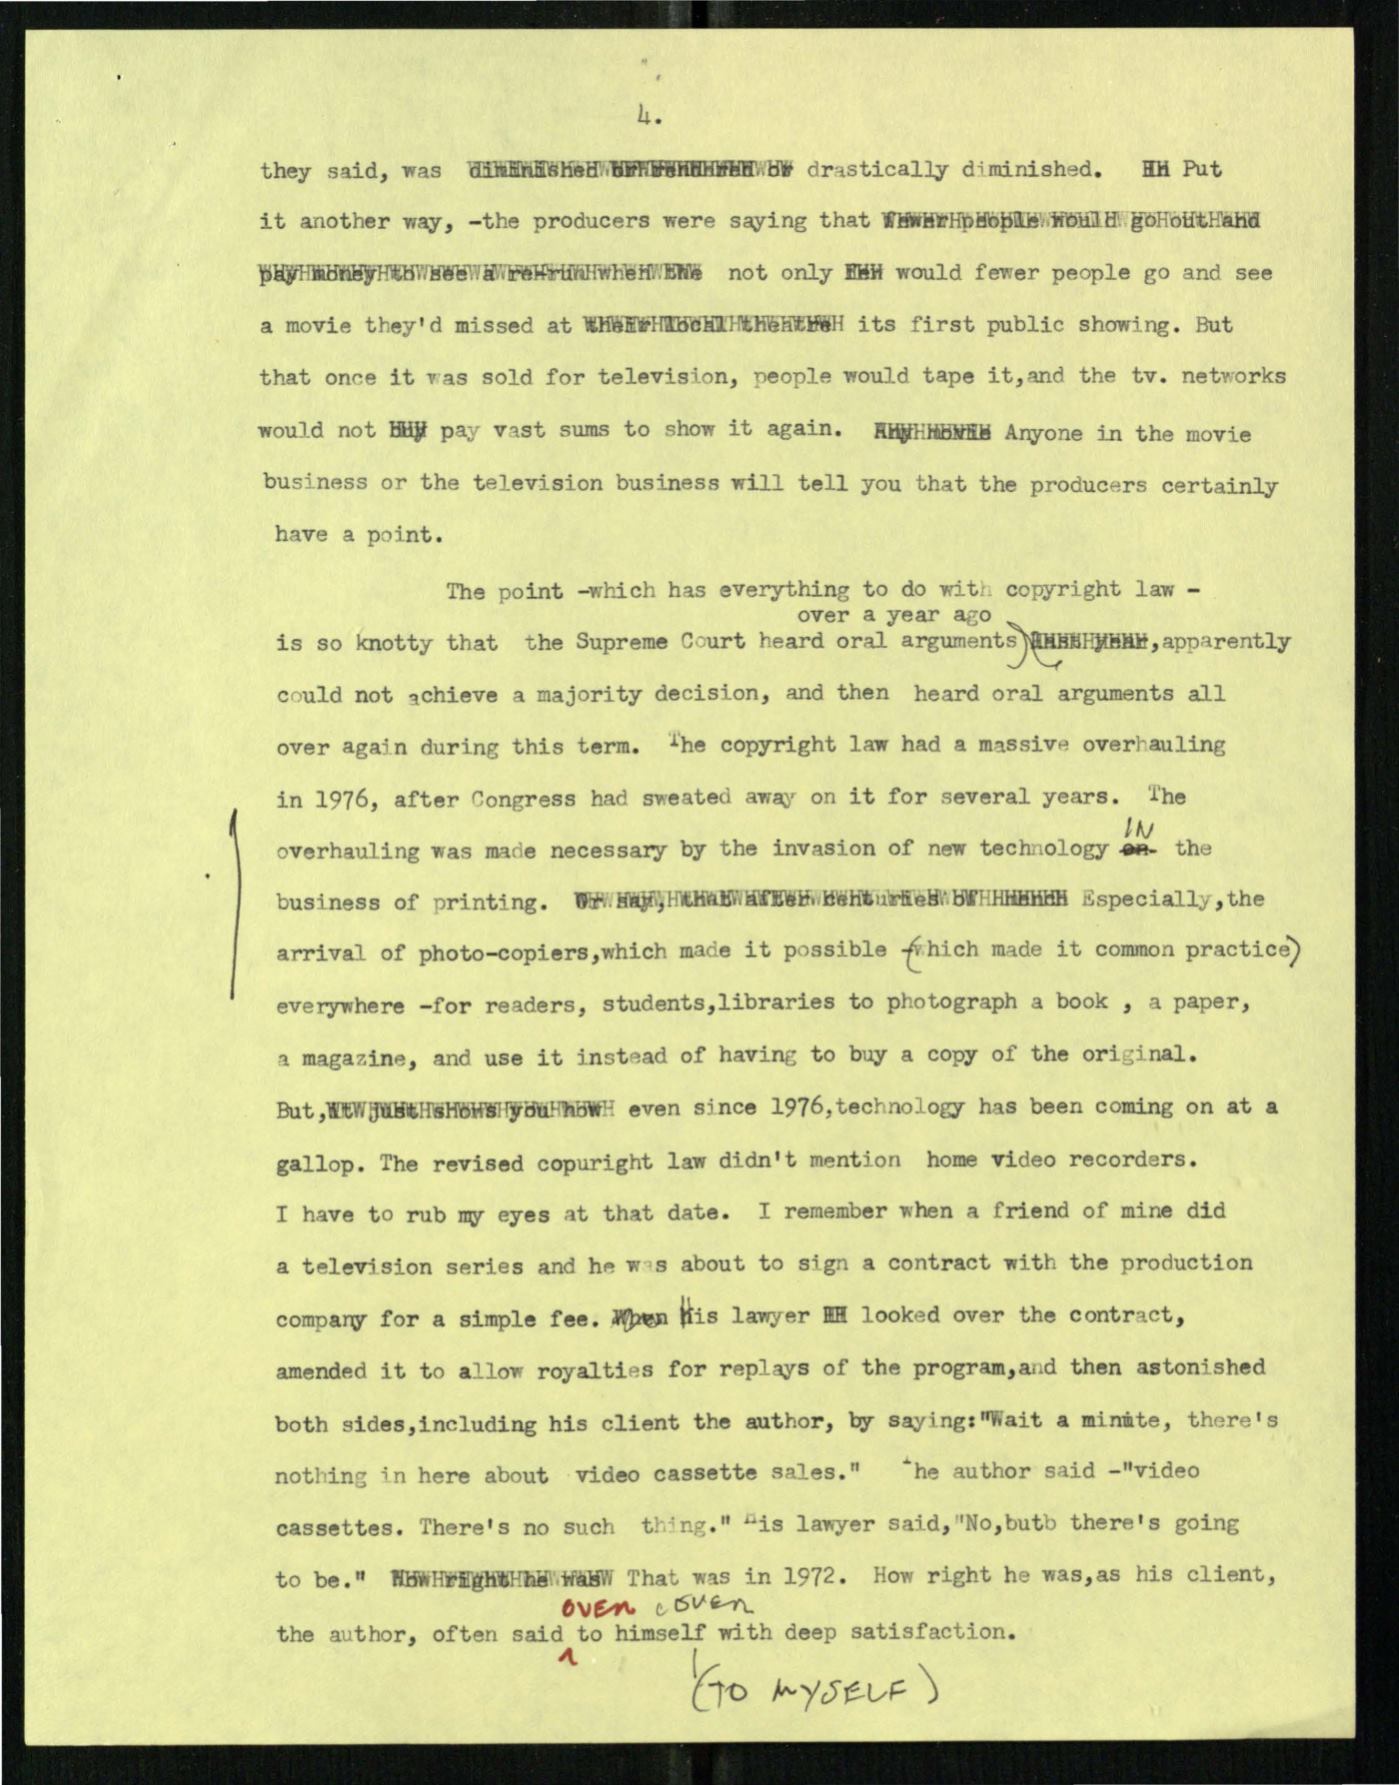 4.
they said, was drastically diminished. Put
it another way, -the producers were saying that
not only would fewer people go and see
a movie they'd missed at its first public showing. But
that once it was sold for television, people would tape it,and the tv. networks
would not buy pay vast sums to show it again. Any movie Anyone in the movie
business or the television business will tell you that the producers certainly
have a point.
The point -which has everything to do with copyright law -
over a year ago
is so knotty that the Supreme Court heard oral arguments last year,apparently
could not achieve a majority decision, and then heard oral arguments all
over again during this term. The copyright law had a massive overhauling
in 1976, after Congress had sweated away on it for several years. The
IN
overhauling was made necessary by the invasion of new technology on the
business of printing. Especially,the
arrival of photo-copiers,which made it possible (which made it common practice)
everywhere -for readers, students,libraries to photograph a book , a paper,
a magazine, and use it instead of having to buy a copy of the original.
But,it just shows you how even since 1976,technology has been coming on at a
gallop. The revised copuright law didn't mention home video recorders.
I have to rub my eyes at that date. I remember when a friend of mine did
a television series and he was about to sign a contract with the production
company for a simple fee. When His lawyer looked over the contract,
amended it to allow royalties for replays of the program,and then astonished
both sides,including his client the author, by saying:"Wait a minute, there's
nothing in here about video cassette sales." The author said -"video
cassettes. There's no such thing." His lawyer said,"No,butb there's going
to be." How right he was That was in 1972. How right he was,as his client,
OVER & OVER
the author, often said to himself with deep satisfaction.
(TO MYSELF)